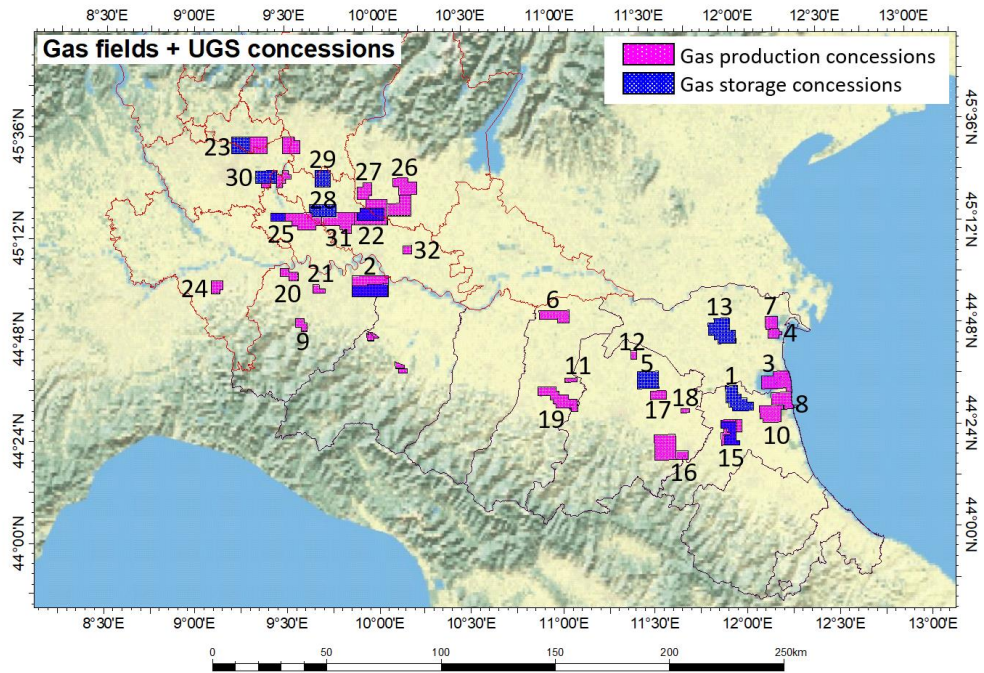 8°30'E 9°00'E 9°30'E 10°00'E 10°30'E 11°00'E 11°30'E 12°00'E 12°30'E 13°00'E
Gas fields + UGS concessions
Gas production concessions
Gas storage concessions
45°36'N
45°36'N
23
29
30
27
26
28
45°12'N
25
31
22
45°12'N
32
24
20
21
2
6
13
7
4
44°48'N
44°48'N
9
12
11
5
1
3
19
17
18
8
10
44°24'N
44°24'N
16
15
44°00'N
44°00'N
8°30'E 9°00'E 9°30'E 10°00'E 10°30'E 11°00'E 11°30'E 12°00'E 12°30'E 13°00'E
0 50 100 150 200 250km